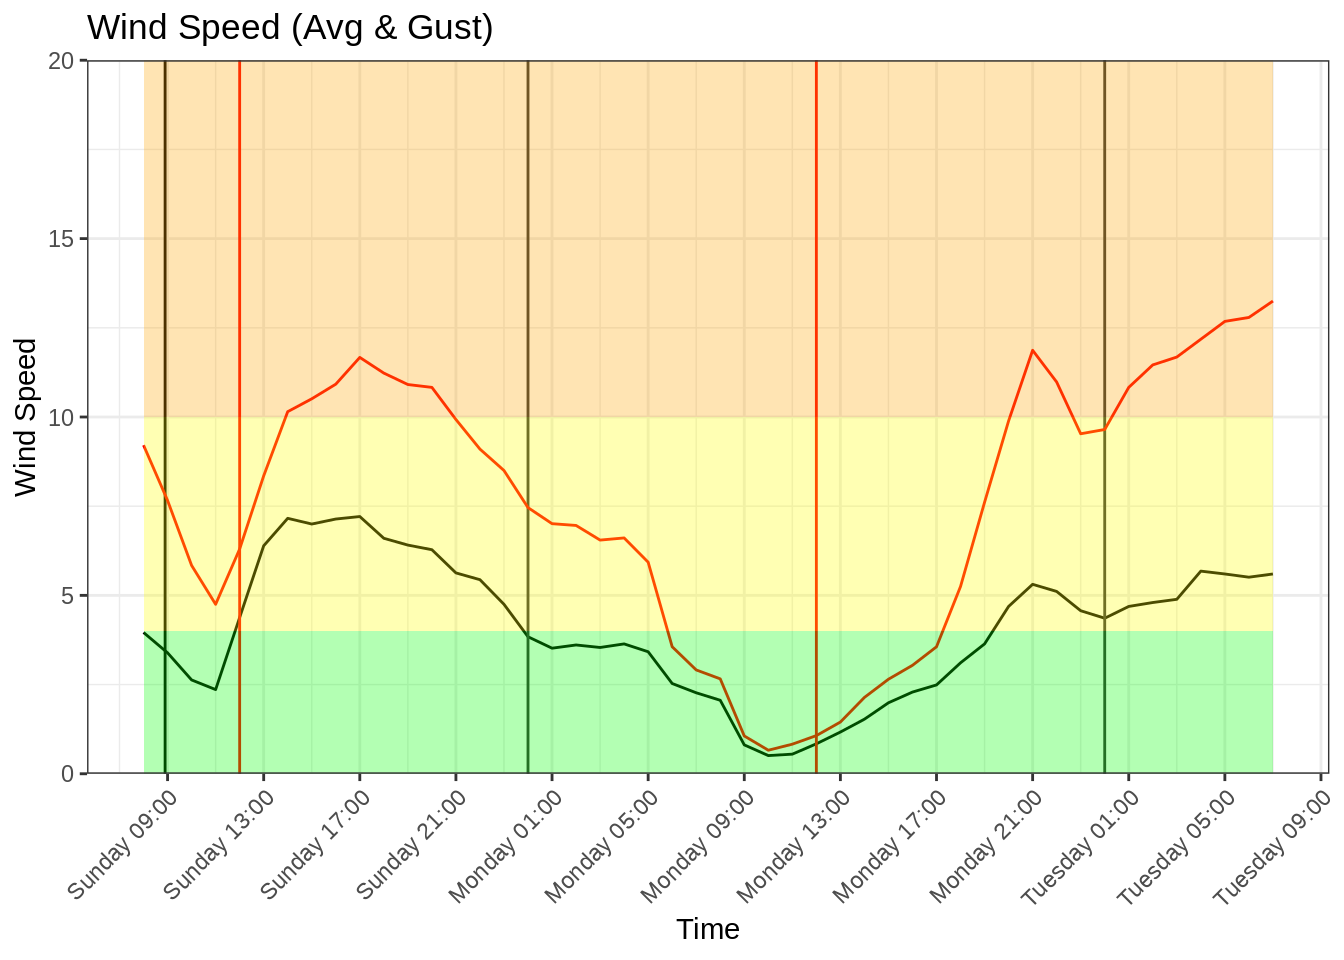 Wind Speed (Avg & Gust)
Wind Speed
20
15
10
5
0
Sunday 09:00
Sunday 13:00
Sunday 17:00
Sunday 21:00
Monday 01:00
Monday 05:00
Monday 09:00
Monday 13:00
Monday 17:00
Monday 21:00
Tuesday 01:00
Tuesday 05:00
Tuesday 09:00
Time